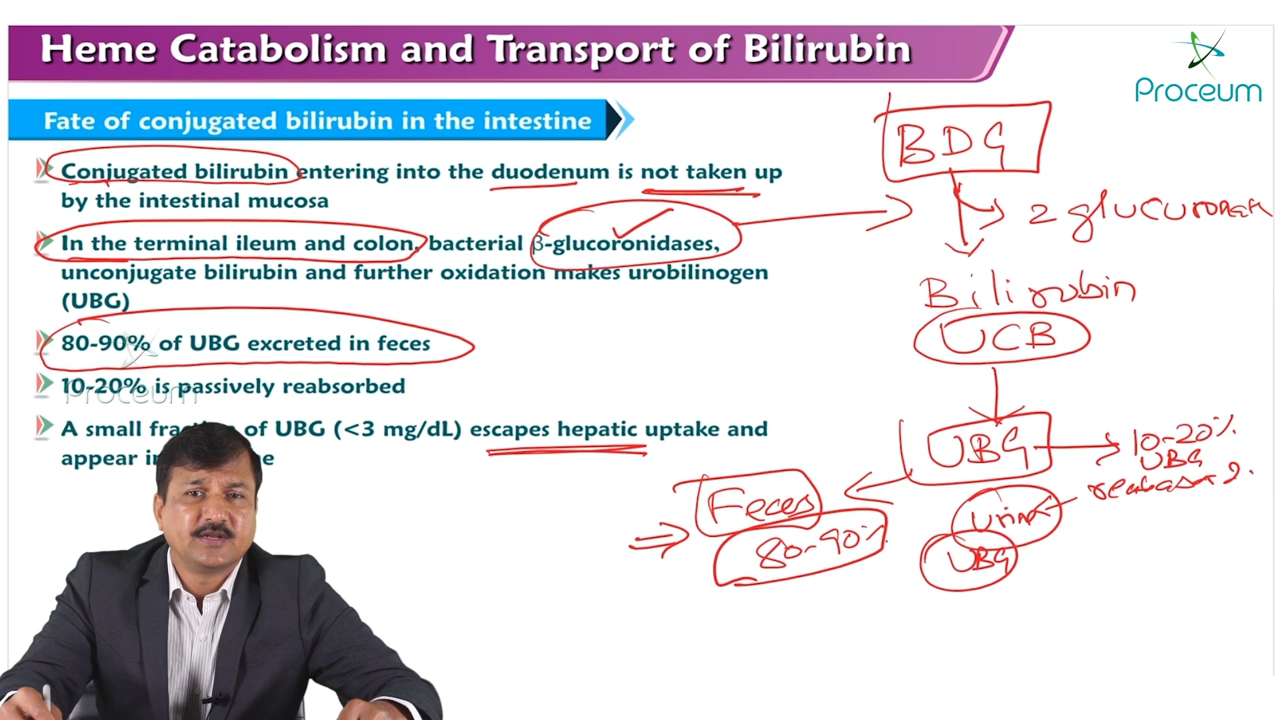 Heme Catabolism and Transport of Bilirubin
Proceum
Fate of conjugated bilirubin in the intestine
Conjugated bilirubin entering into the duodenum is not taken up
by the intestinal mucosa
In the terminal ileum and colon, bacterial β-glucoronidases,
unconjugate bilirubin and further oxidation makes urobilinogen
(UBG)
80-90% of UBG excreted in feces
10-20% is passively reabsorbed
Proceum
A small of UBG (<3 mg/dL) escapes hepatic uptake and
appear in
BDG
2
Bilirubin
UCB
UBG
10-20%
UBG
Feces
80-90%
UBG